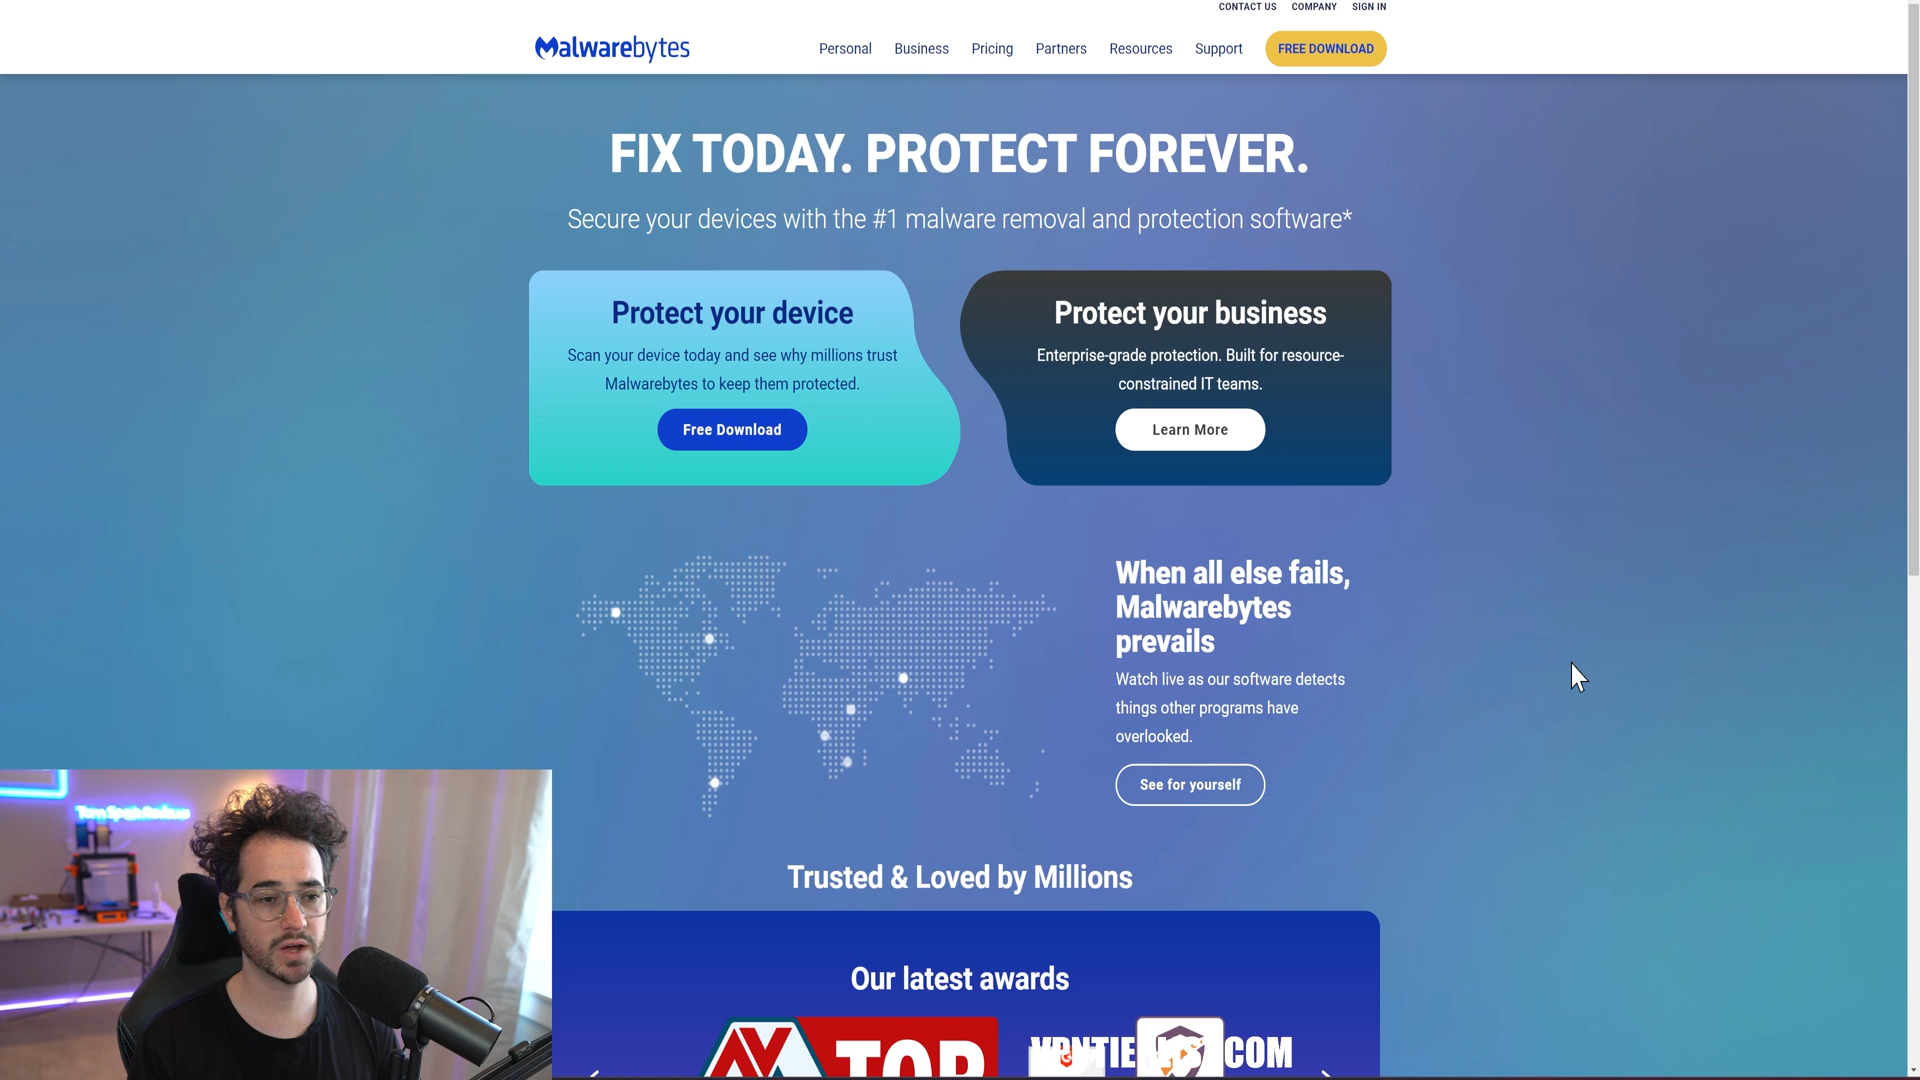 CONTACT US COMPANY SIGN IN
Malwarebytes
Personal Business Pricing Partners Resources Support FREE DOWNLOAD
FIX TODAY. PROTECT FOREVER.
Secure your devices with the #1 malware removal and protection software*
Protect your device
Scan your device today and see why millions trust
Malwarebytes to keep them protected.
Free Download
Protect your business
Enterprise-grade protection. Built for resource-
constrained IT teams.
Learn More
When all else fails,
Malwarebytes
prevails
Watch live as our software detects
things other programs have
overlooked.
See for yourself
Trusted & Loved by Millions
Our latest awards
TOP
Tom Spark Reviews